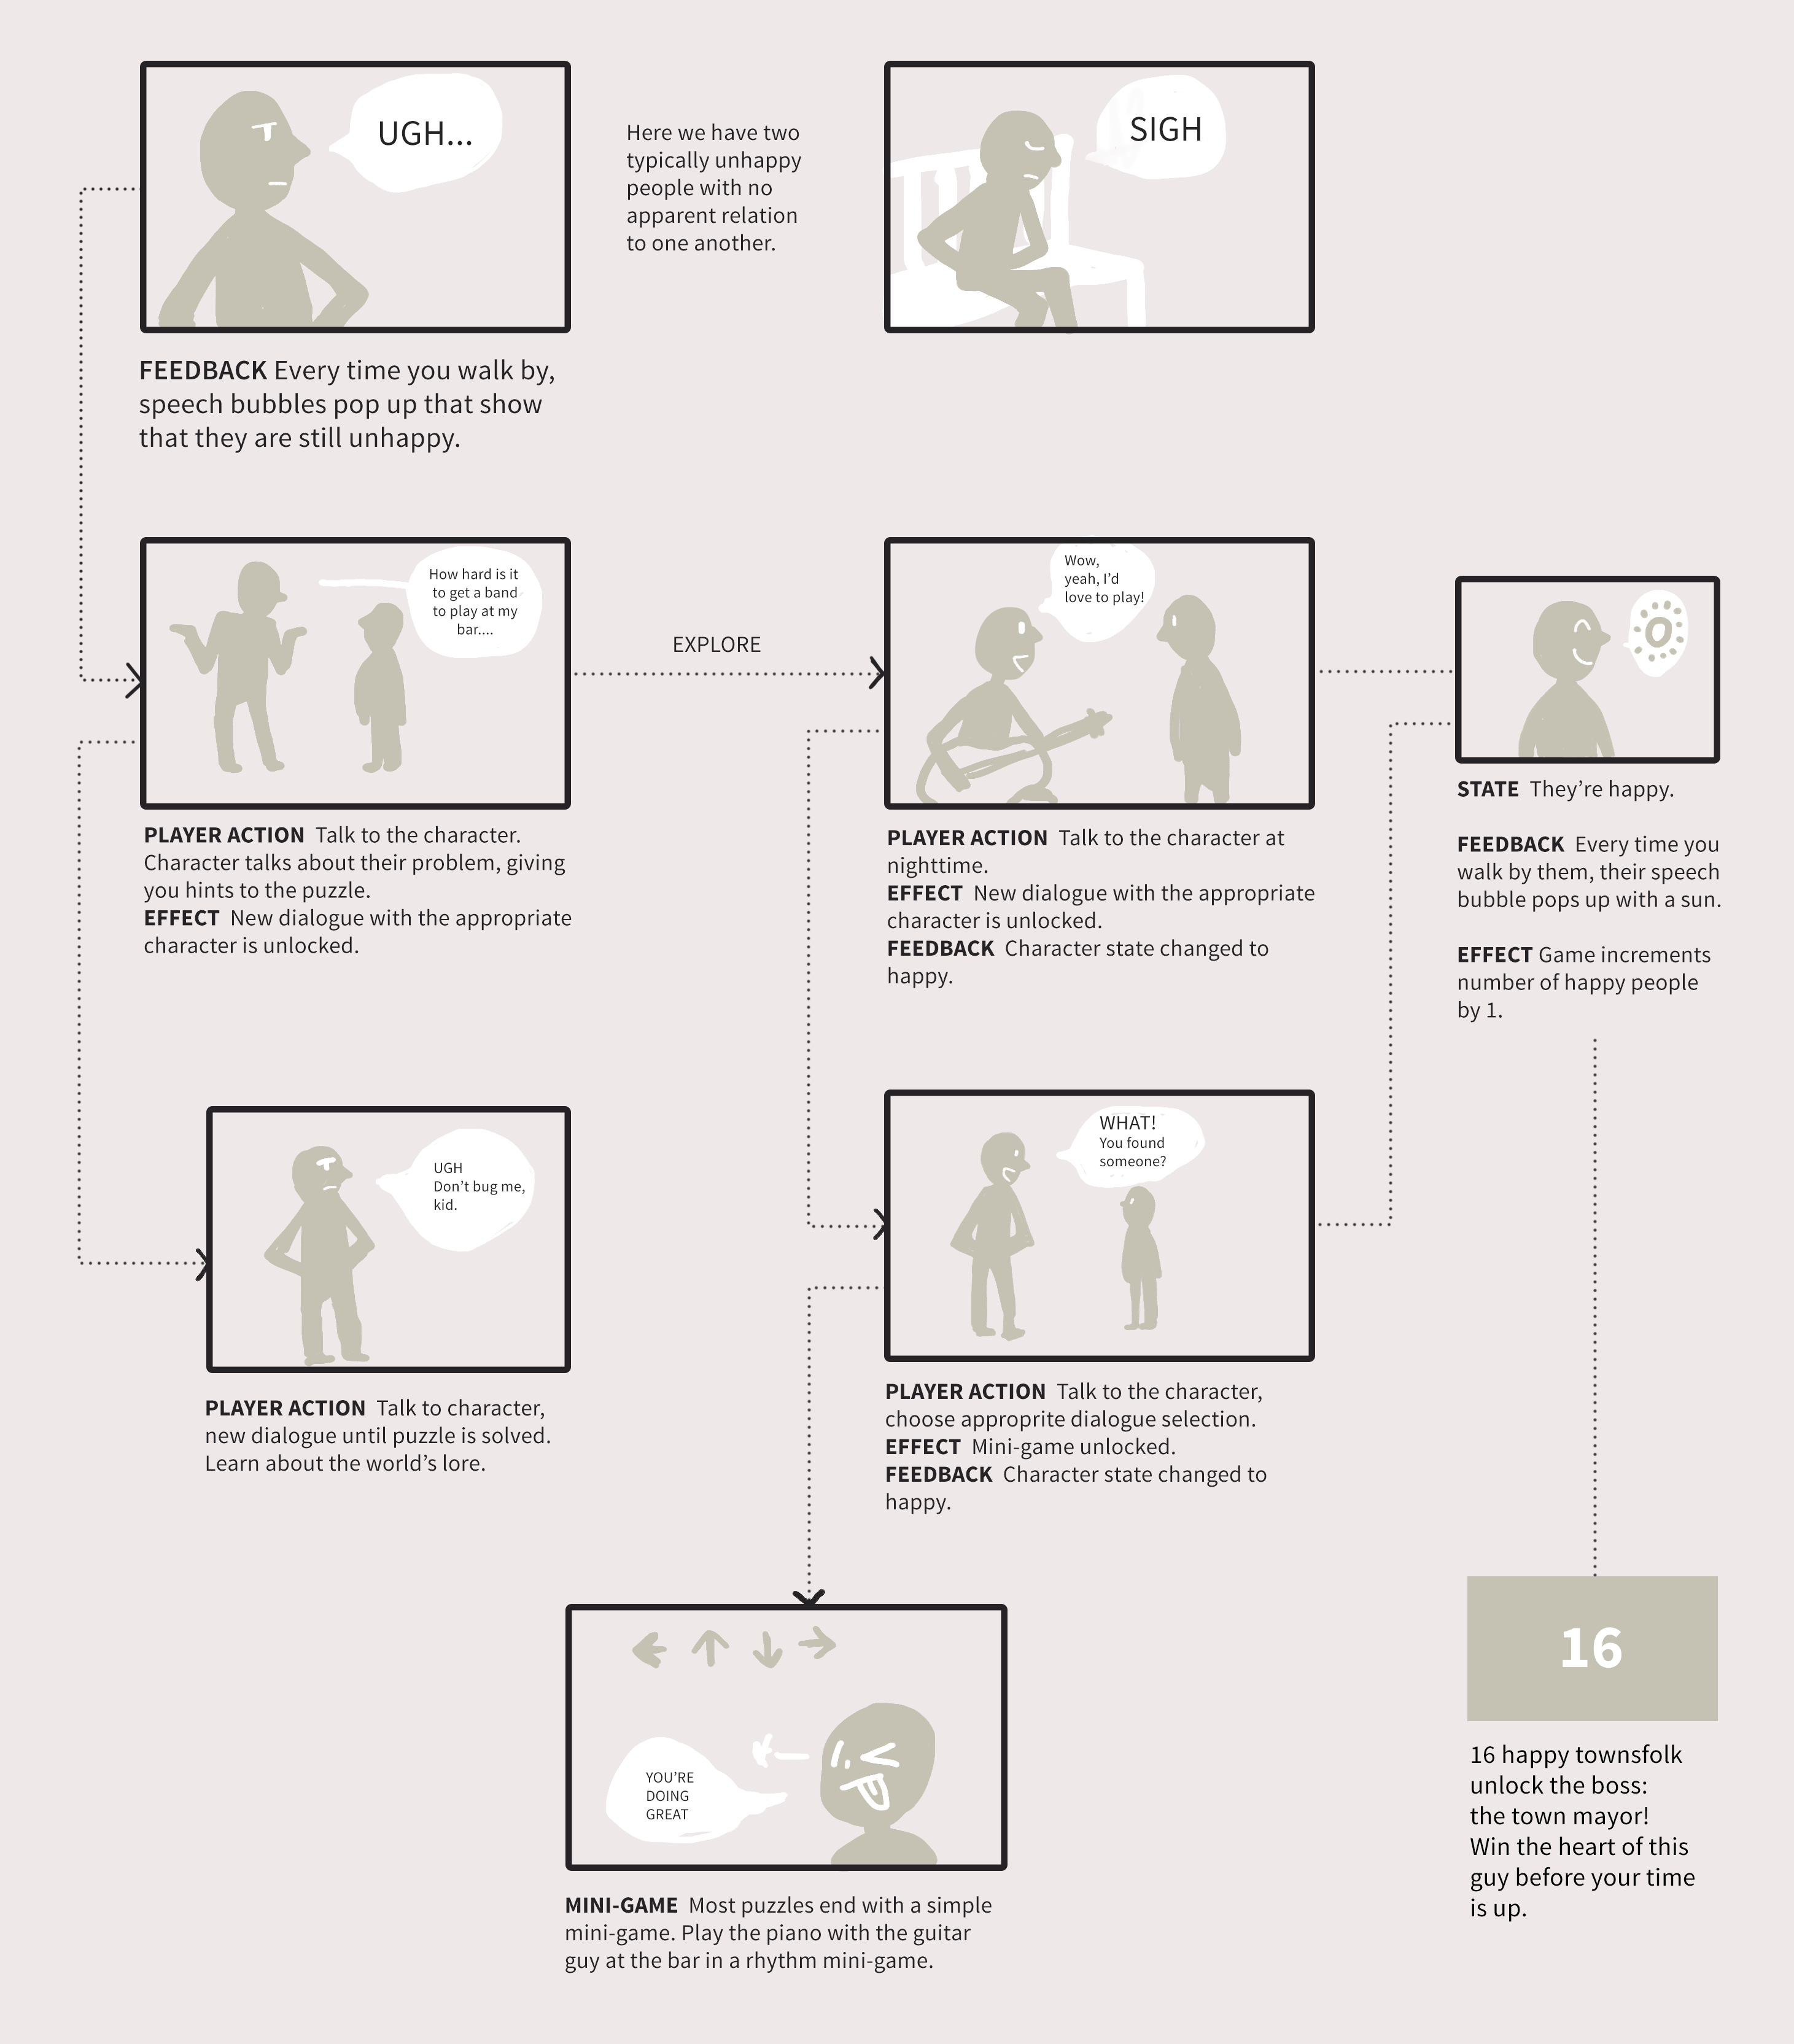 UGH...
Here we have two
typically unhappy
people with no
apparent relation
to one another.
SIGH
FEEDBACK Every time you walk by,
speech bubbles pop up that show
that they are still unhappy.
How hard is it
to get a band
to play at my
bar....
PLAYER ACTION Talk to the character.
Character talks about their problem, giving
you hints to the puzzle.
EFFECT New dialogue with the appropriate
character is unlocked.
EXPLORE
Wow,
yeah, I'd
love to play!
PLAYER ACTION Talk to the character at
nighttime.
EFFECT New dialogue with the appropriate
character is unlocked.
FEEDBACK Character state changed to
happy.
STATE They're happy.
FEEDBACK Every time you
walk by them, their speech
bubble pops up with a sun.
EFFECT Game increments
number of happy people
by 1.
UGH
Don't bug me,
kid.
PLAYER ACTION Talk to character,
new dialogue until puzzle is solved.
Learn about the world's lore.
WHAT!
You found
someone?
PLAYER ACTION Talk to the character,
choose approprite dialogue selection.
EFFECT Mini-game unlocked.
FEEDBACK Character state changed to
happy.
YOU'RE
DOING
GREAT
MINI-GAME Most puzzles end with a simple
mini-game. Play the piano with the guitar
guy at the bar in a rhythm mini-game.
16
16 happy townsfolk
unlock the boss:
the town mayor!
Win the heart of this
guy before your time
is up.